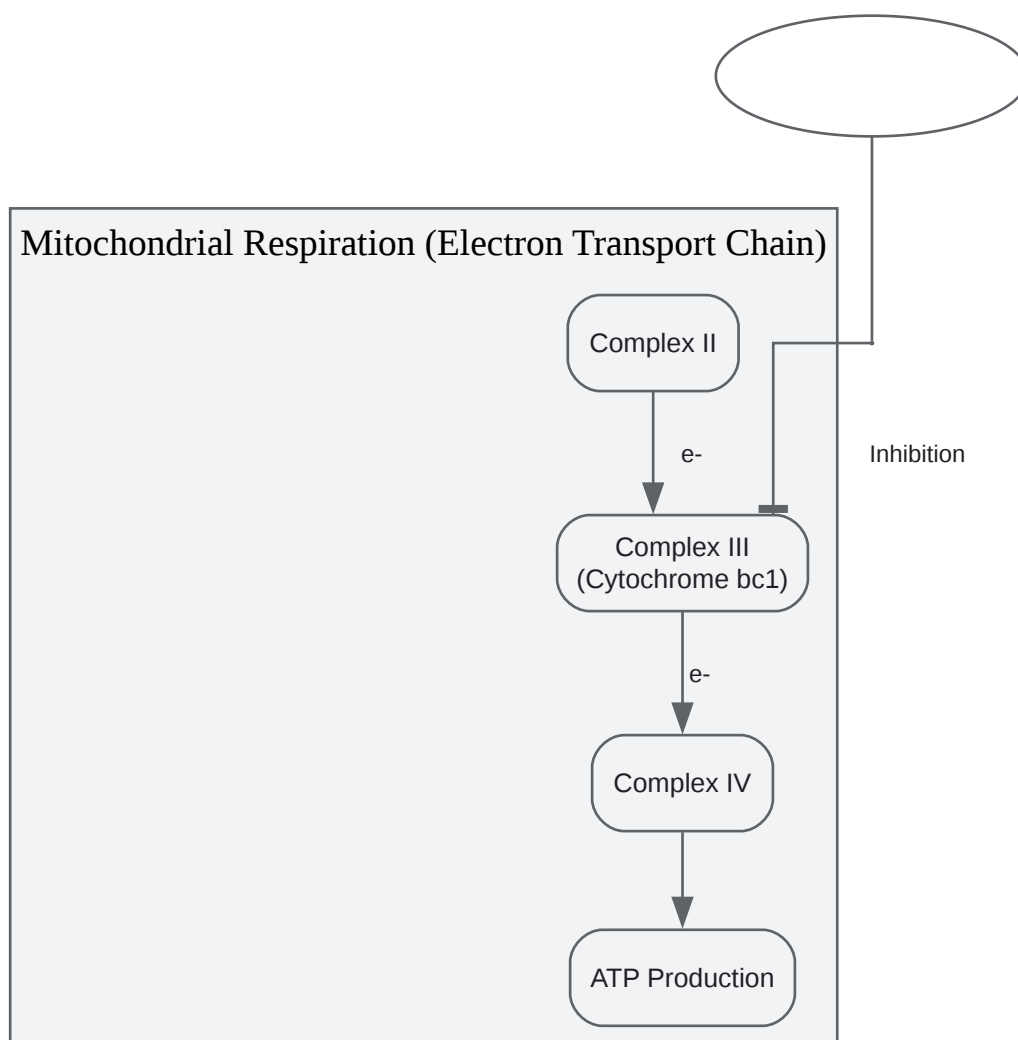 Mitochondrial Respiration (Electron Transport Chain)
Complex II
e-
Inhibition
Complex III
(Cytochrome bc1)
e-
Complex IV
ATP Production